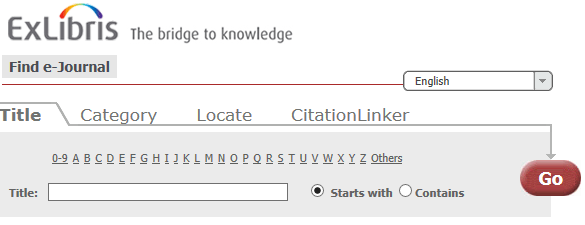 ExLibris The bridge to knowledge
Find e-Journal
English
Title Category Locate CitationLinker
0-9 A B C D E F G H I J K L M N O P Q R S T U V W X Y Z Others
Go
Title: Starts with Contains